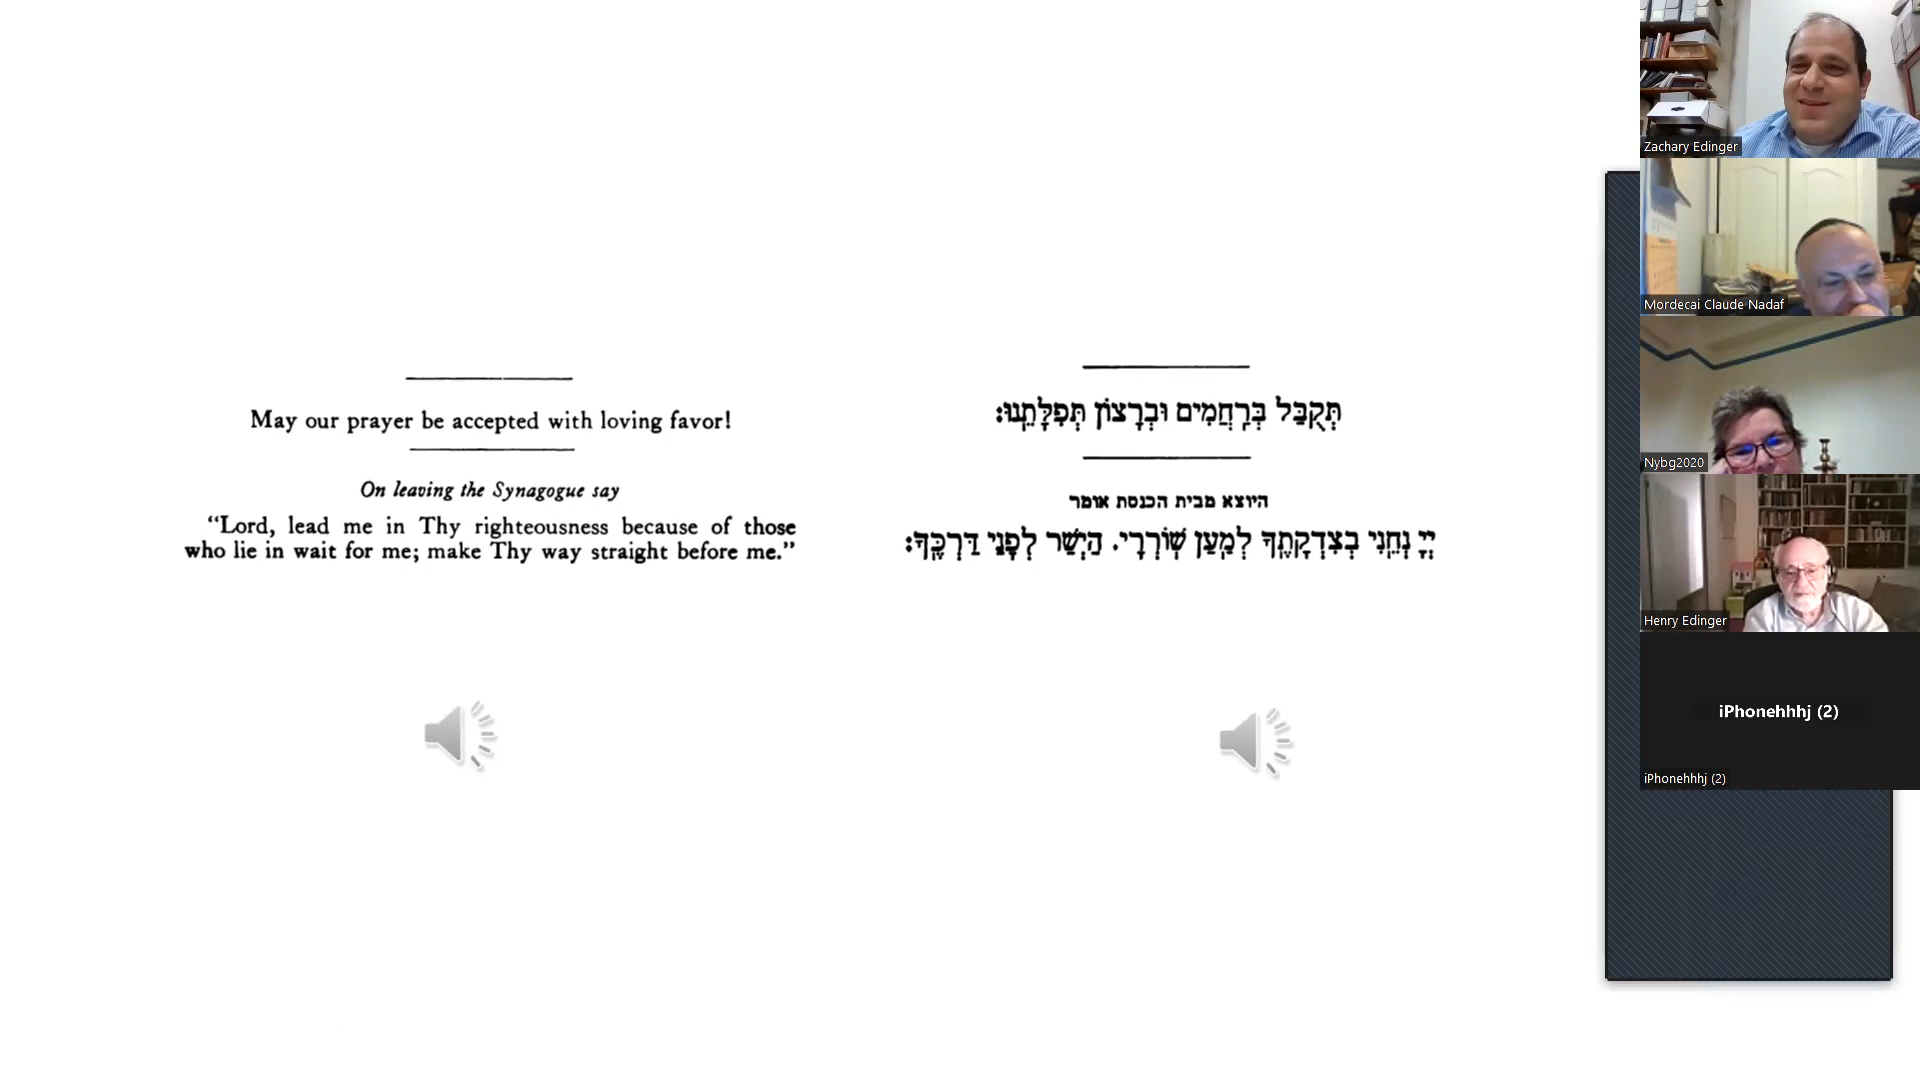 May our prayer be accepted with loving favor!
On leaving the Synagogue say
“Lord, lead me in Thy righteousness because of those
who lie in wait for me; make Thy way straight before me.”
תְּקֻבַּל בְּרַחֲמִים וּבְרָצוֹן תְּפִלָּתֵנוּ:
היוצא מבית הכנסת אומר
יְיָ נְחֵנִי בְצִדְקָתֶךָ לְמַעַן שׁוֹרְרָי. הַיְשַׁר לְפָנַי דַּרְכֶּךָ:
Zachary Edinger
Mordecai Claude Nadaf
Nybg2020
Henry Edinger
iPhonehhhj (2)
iPhonehhhj (2)